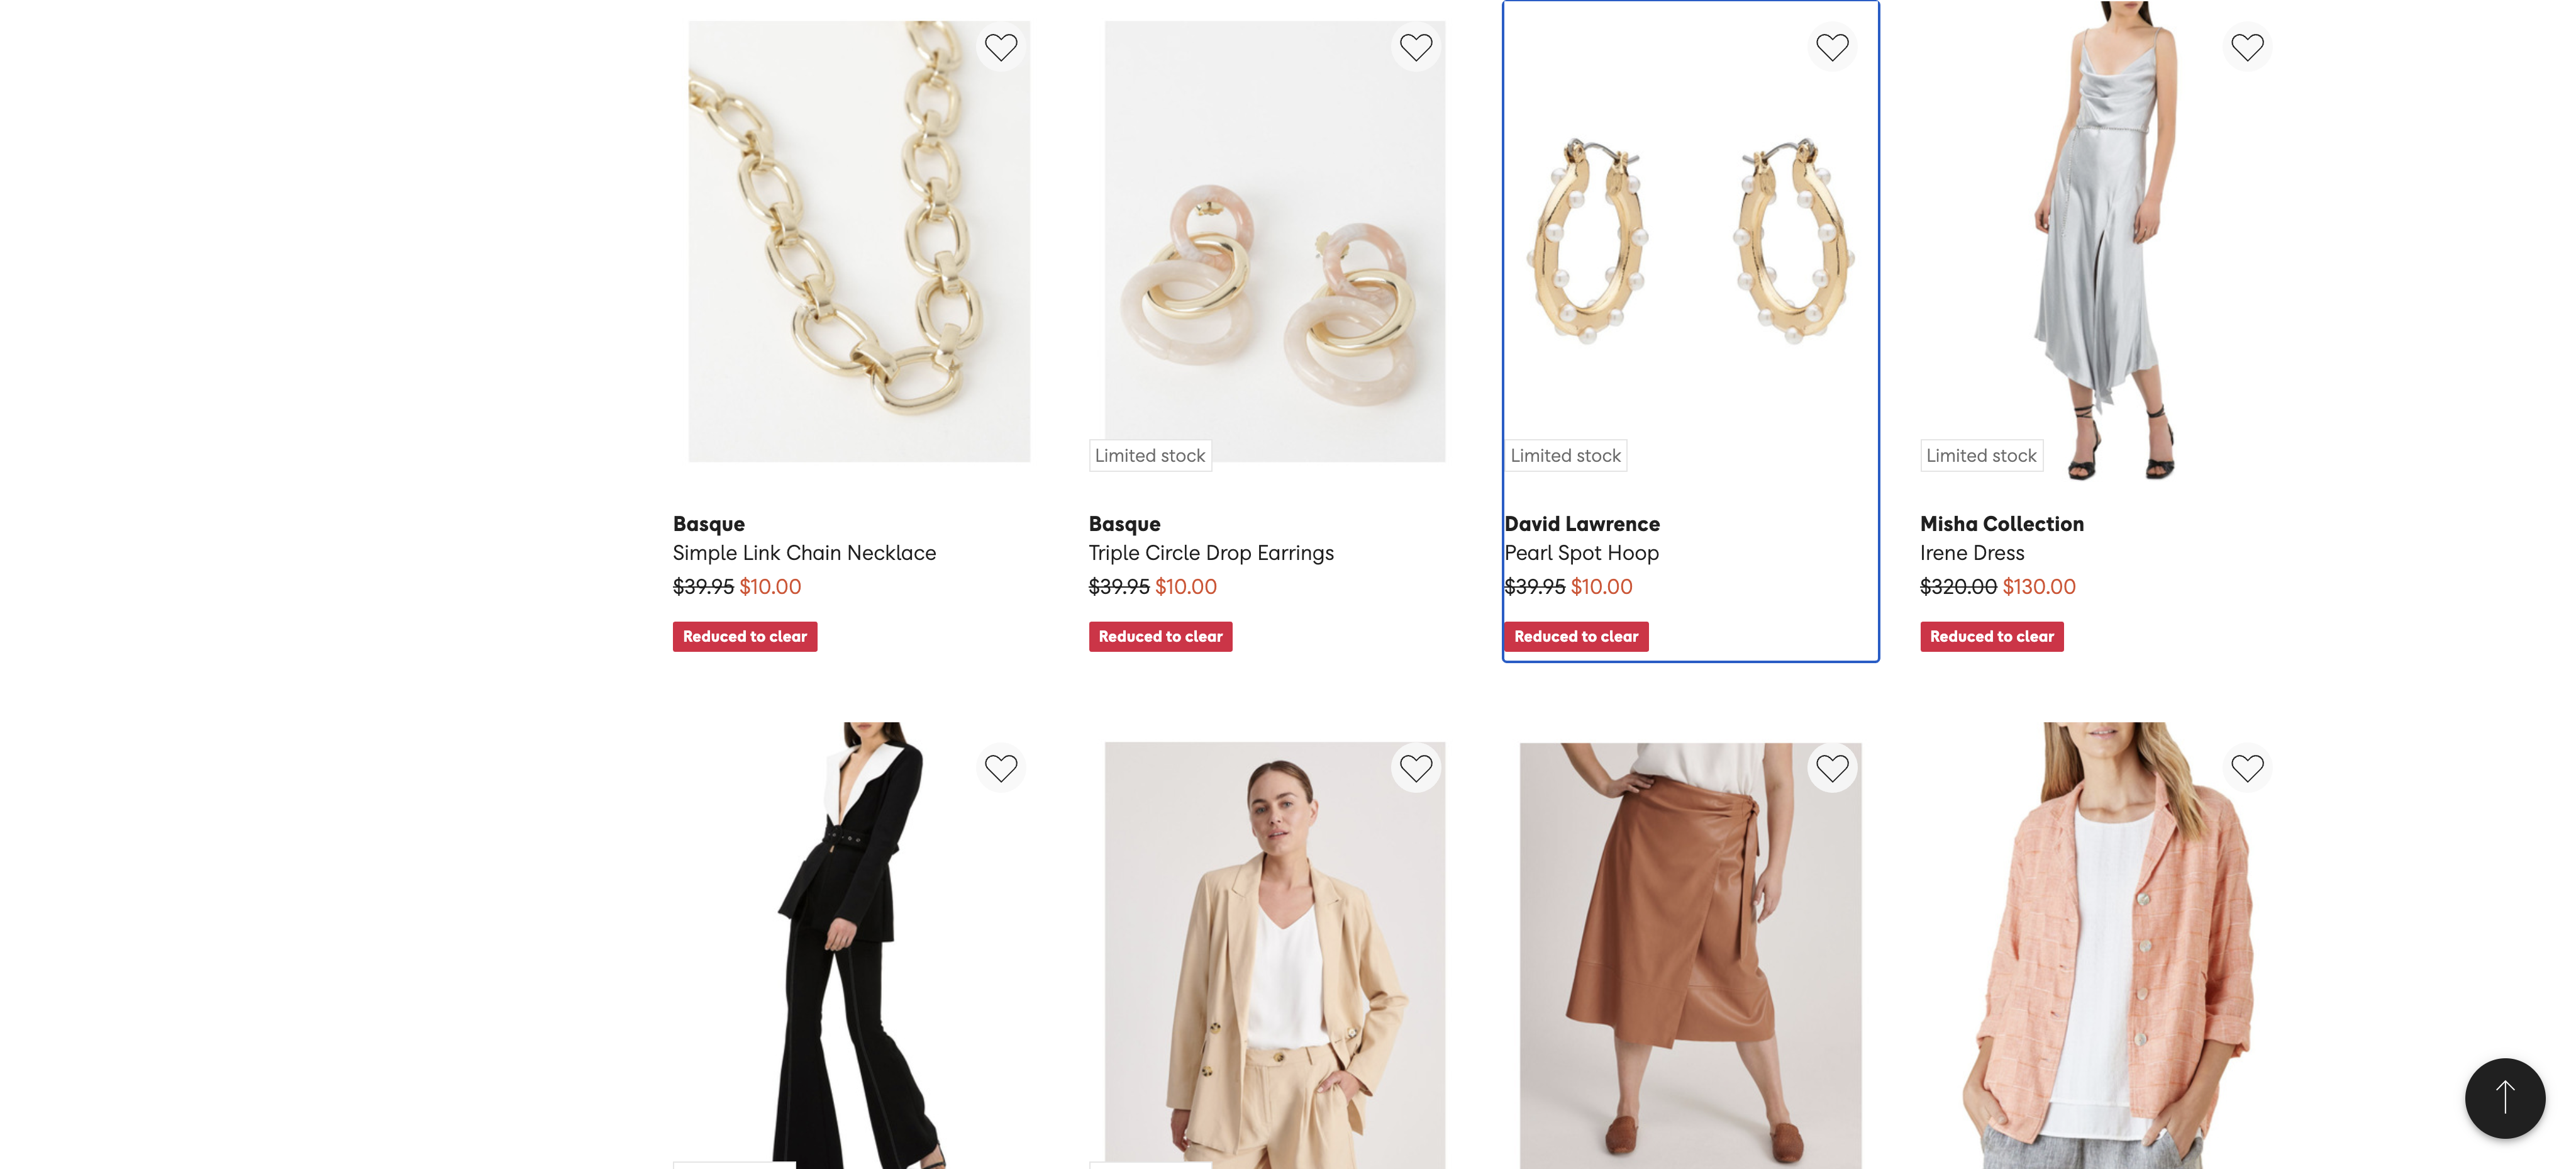 Limited stock
Limited stock
Limited stock
Basque
Simple Link Chain Necklace
$39.95 $10.00
Reduced to clear
Basque
Triple Circle Drop Earrings
$39.95 $10.00
Reduced to clear
David Lawrence
Pearl Spot Hoop
$39.95 $10.00
Reduced to clear
Misha Collection
Irene Dress
$320.00 $130.00
Reduced to clear